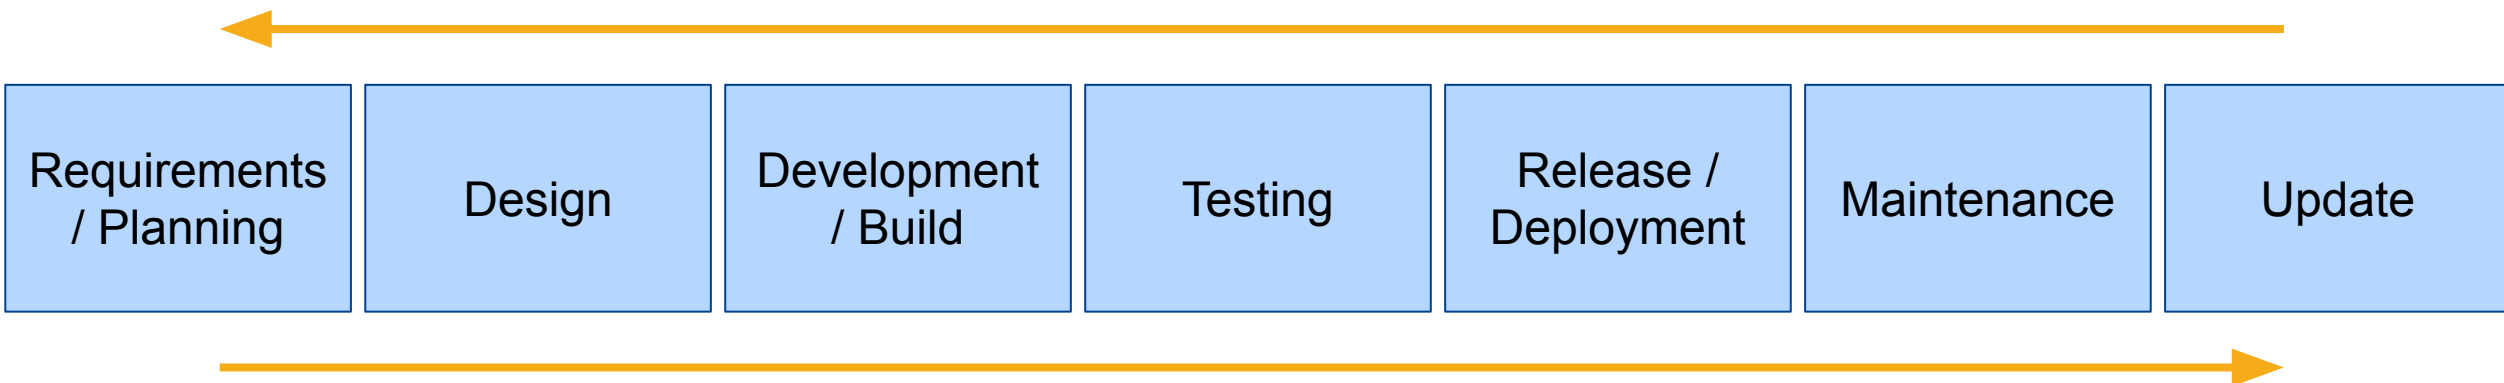 Requirements
/ Planning
Design
Development
/ Build
Testing
Release /
Deployment
Maintenance
Update